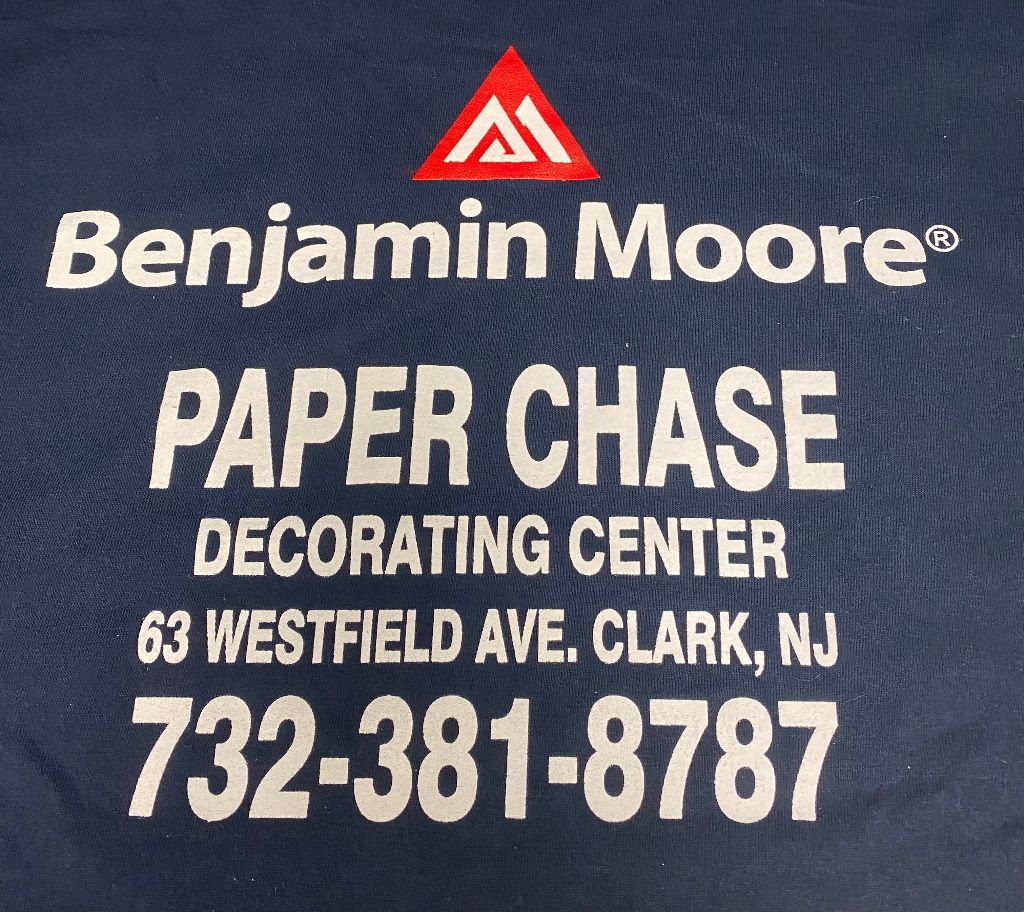 Benjamin Moore®
PAPER CHASE
DECORATING CENTER
63 WESTFIELD AVE. CLARK, NJ
732-381-8787